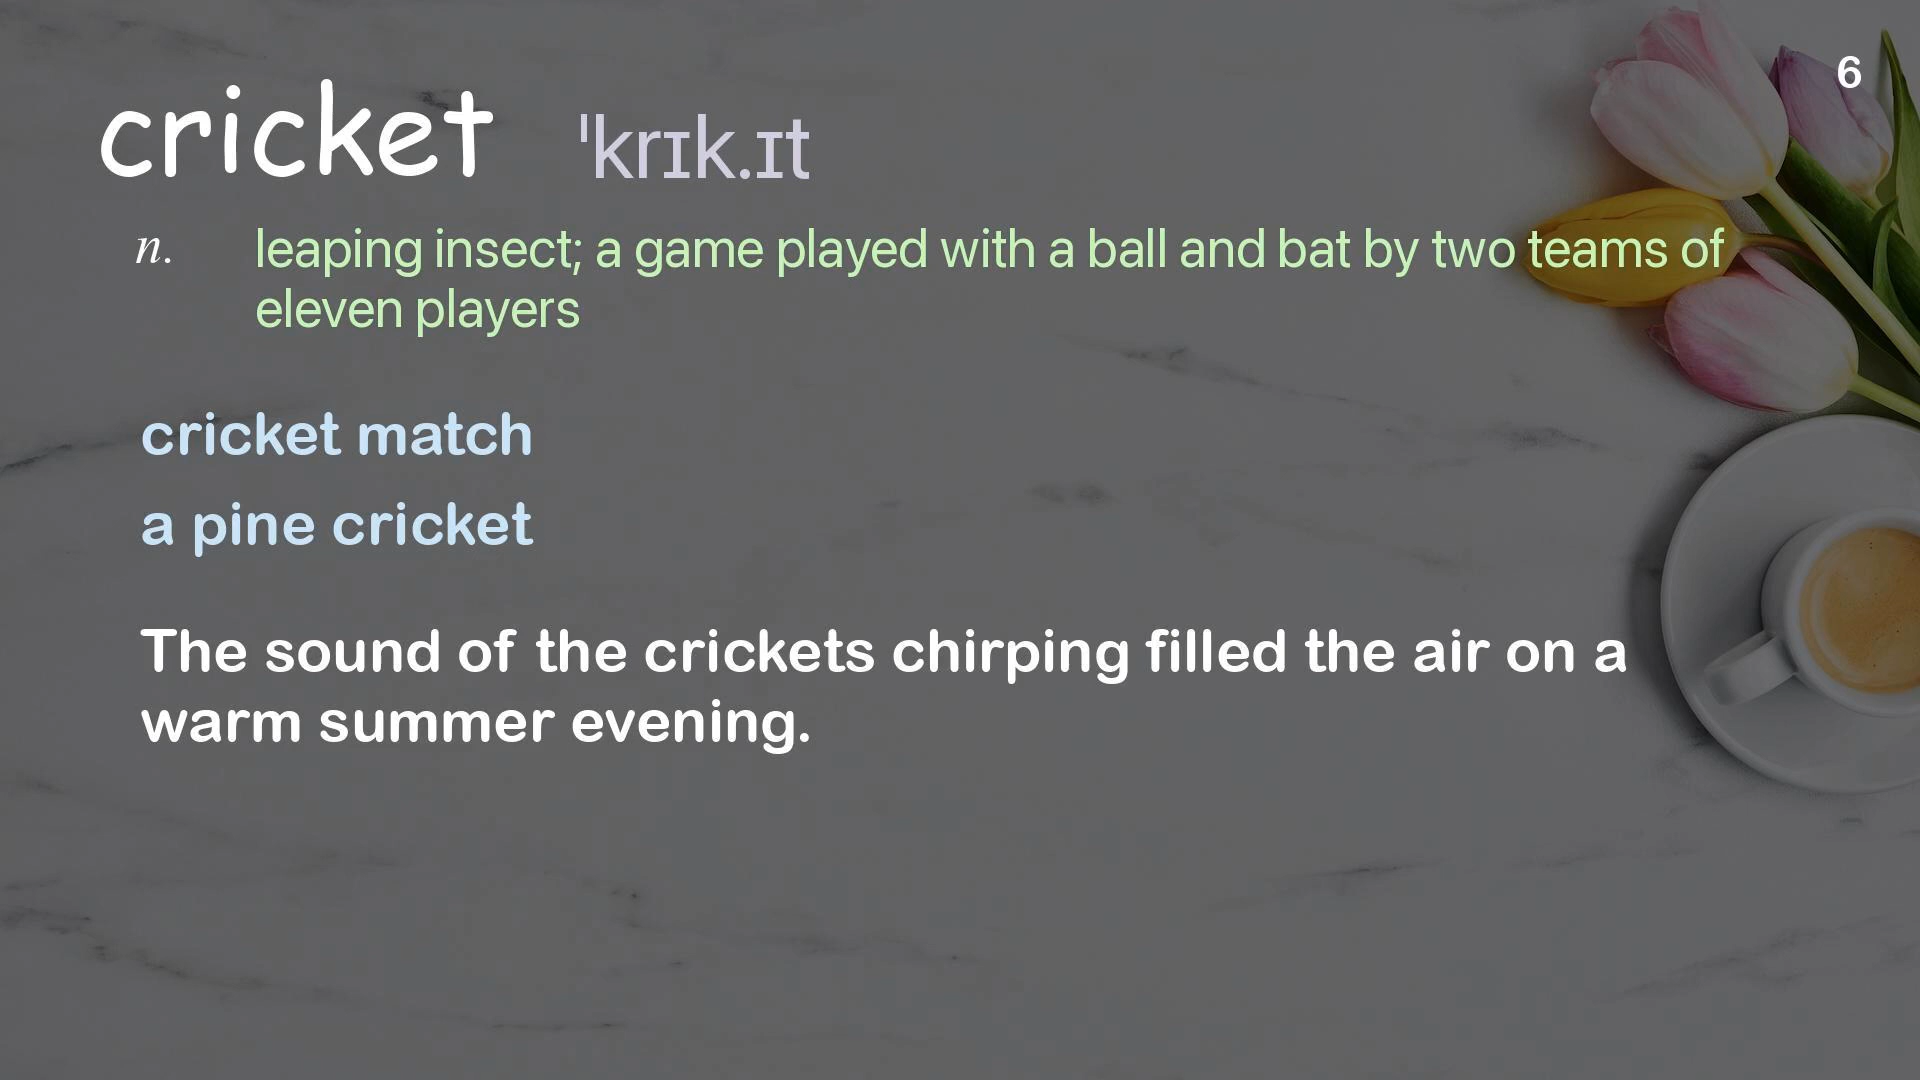 6
cricket ˈkrɪk.ɪt
n. leaping insect; a game played with a ball and bat by two teams of
eleven players
cricket match
a pine cricket
The sound of the crickets chirping filled the air on a
warm summer evening.